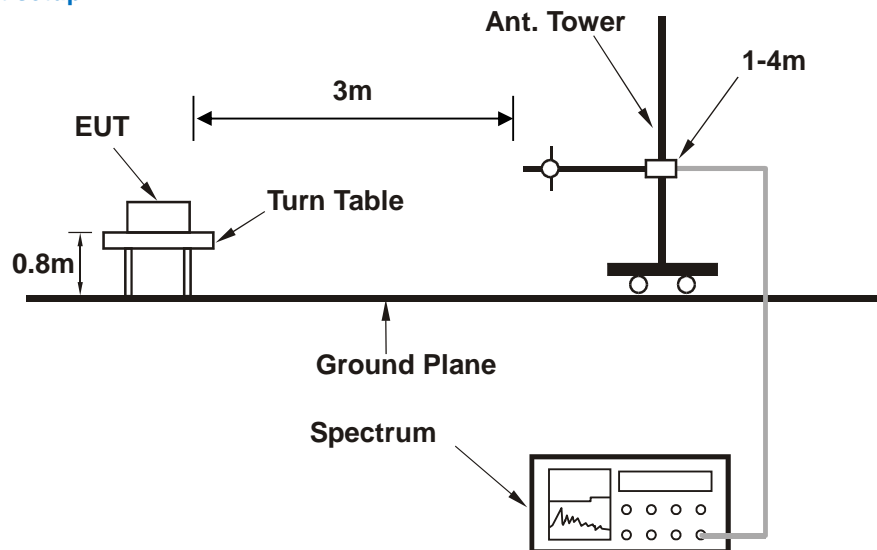 Ant. Tower
1-4m
3m
EUT
Turn Table
0.8m
Ground Plane
Spectrum